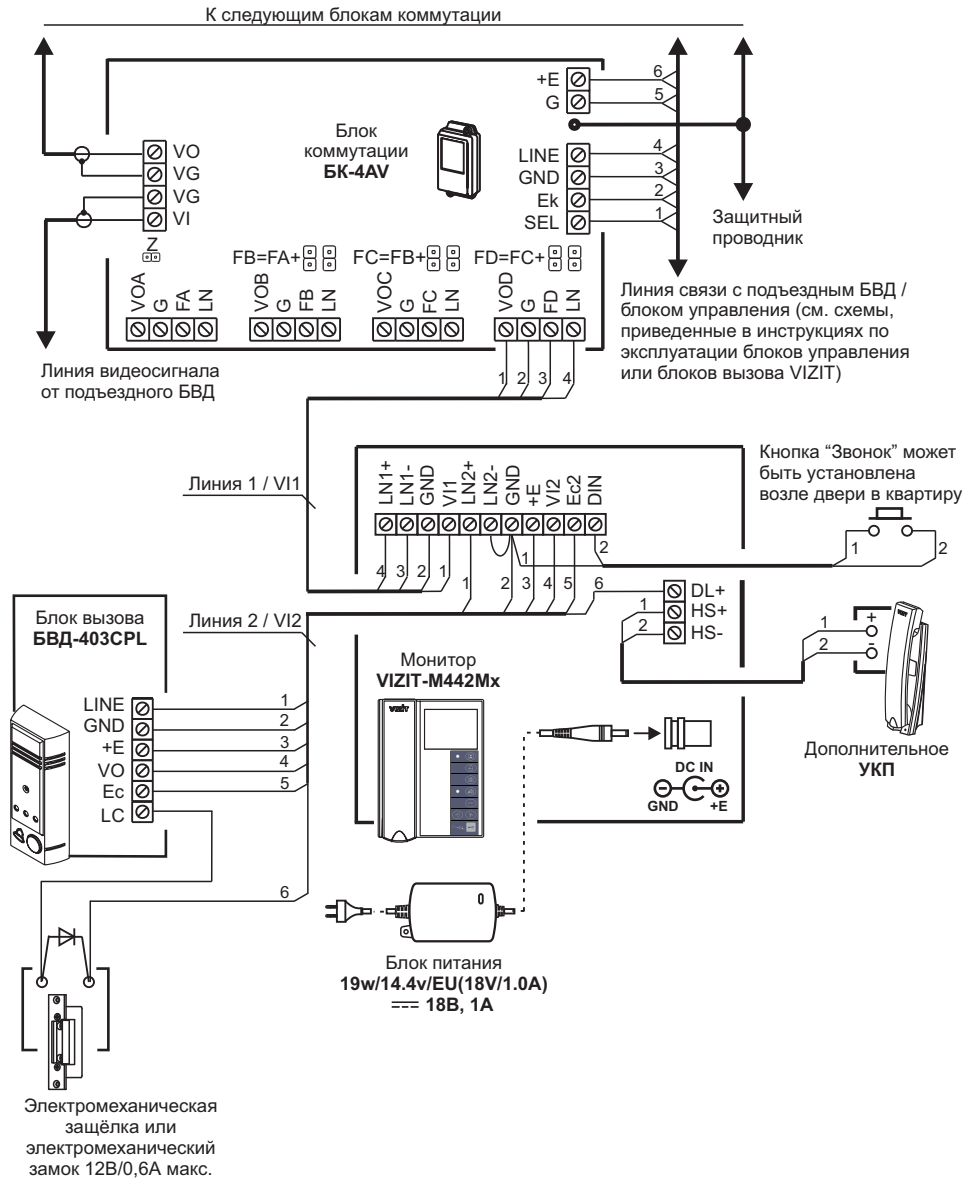 К следующим блокам коммутации
+E
G
6
5
Блок
коммутации
БК-4AV
VO
VG
VG
VI
LINE
GND
Ek
SEL
4
3
2
1
Защитный
проводник
Z
FB=FA+
FC=FB+
FD=FC+
VOA
G
FA
LN
VOB
G
FB
LN
VOC
G
FC
LN
VOD
G
FD
LN
Линия связи с подъездным БВД /
блоком управления (см. схемы,
приведенные в инструкциях по
эксплуатации блоков управления
или блоков вызова VIZIT)
Линия видеосигнала
от подъездного БВД
1
2
3
4
Кнопка “Звонок” может
быть установлена
возле двери в квартиру
Линия 1 / VI1
LN1+
LN1-
GND
VI1
LN2+
LN2-
GND
+E
VI2
Ec2
DIN
1
2
1
2
4
3
2
1
1
2
3
4
5
6
DL+
HS+
HS-
1
2
1
2
+
-
Блок вызова
БВД-403CPL
Линия 2 / VI2
Монитор
VIZIT-M442Mx
VIZIT
LINE
GND
+E
VO
Ec
LC
1
2
3
4
5
Дополнительное
УКП
DC IN
GND
+E
6
Блок питания
19w/14.4v/EU(18V/1.0A)
18В, 1А
Электромеханическая
защёлка или
электромеханический
замок 12В/0,6А макс.